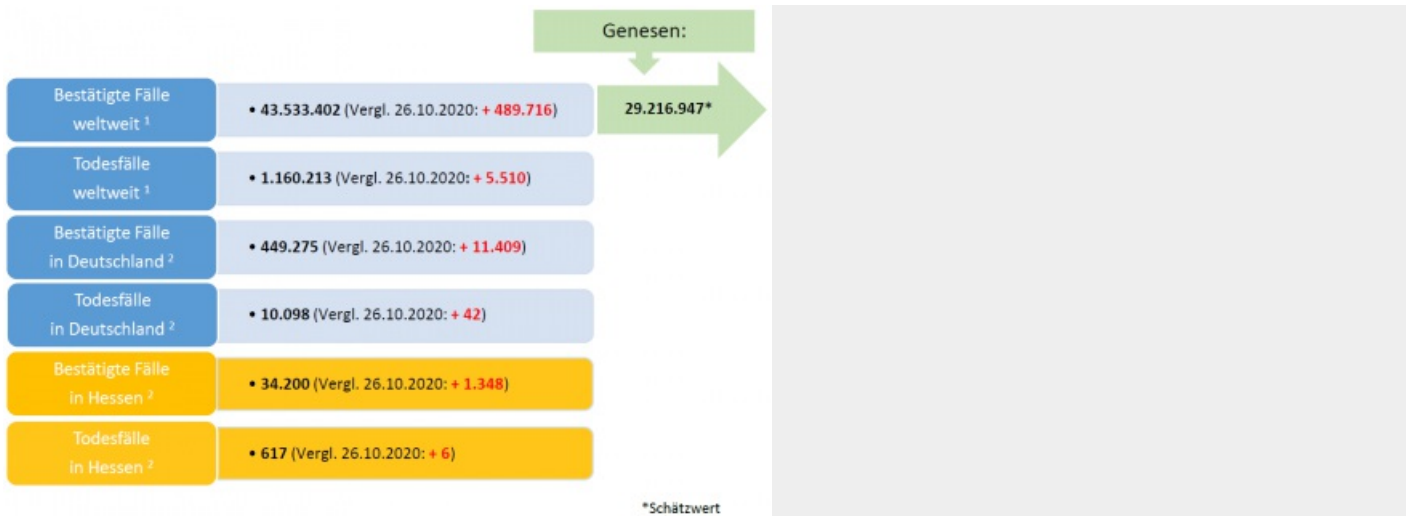 Genesen:
Bestätigte Fälle
weltweit ¹
• 43.533.402 (Vergl. 26.10.2020: + 489.716)
29.216.947*
Todesfälle
weltweit ¹
• 1.160.213 (Vergl. 26.10.2020: + 5.510)
Bestätigte Fälle
in Deutschland ²
• 449.275 (Vergl. 26.10.2020: + 11.409)
Todesfälle
in Deutschland ²
• 10.098 (Vergl. 26.10.2020: + 42)
Bestätigte Fälle
in Hessen ²
• 34.200 (Vergl. 26.10.2020: + 1.348)
Todesfälle
in Hessen ²
• 617 (Vergl. 26.10.2020: + 6)
*Schätzwert